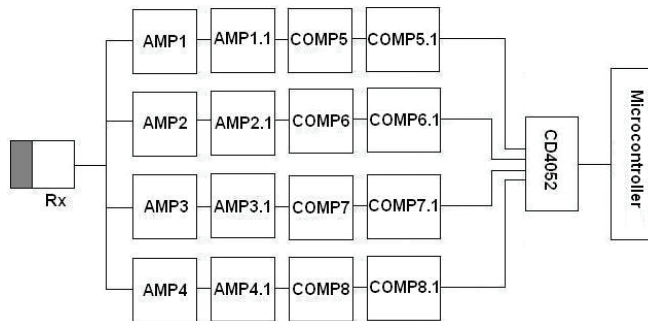 AMP1 AMP1.1 COMP5 COMP5.1
AMP2 AMP2.1 COMP6 COMP6.1
Rx
AMP3 AMP3.1 COMP7 COMP7.1
AMP4 AMP4.1 COMP8 COMP8.1
CD4052
Microcontroller